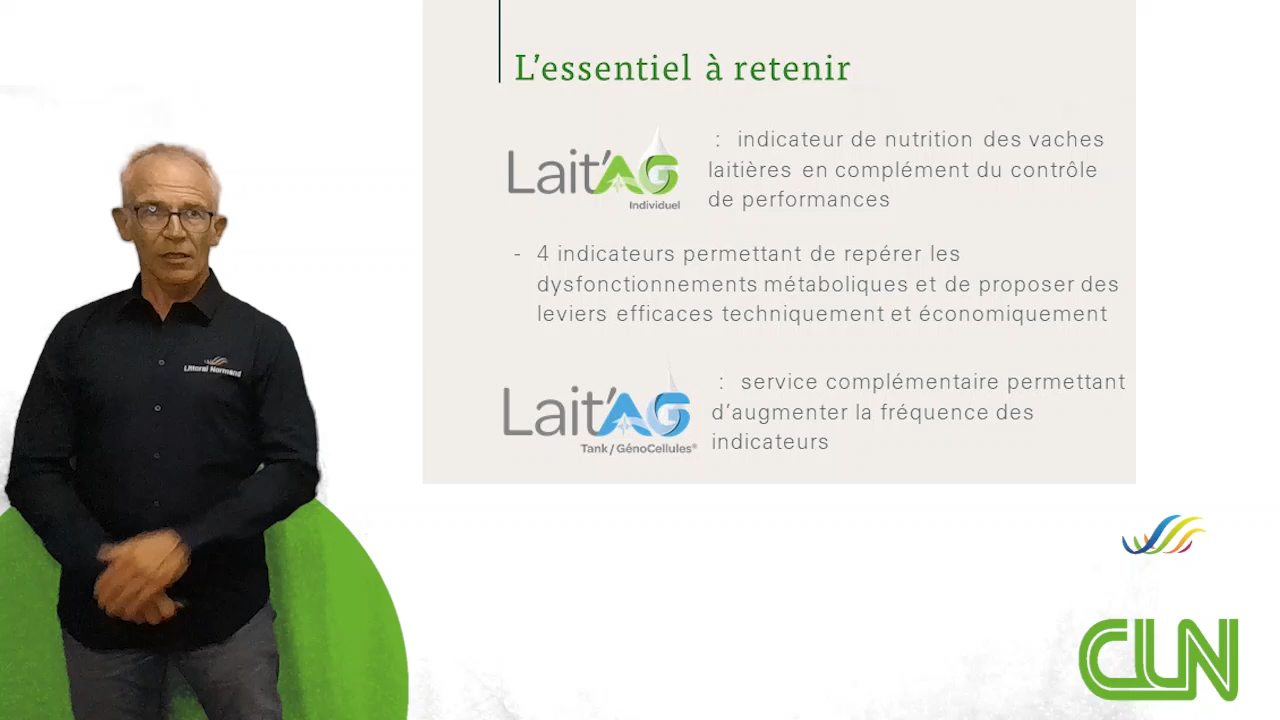 L’essentiel à retenir
Lait’AG
Individuel
: indicateur de nutrition des vaches
laitières en complément du contrôle
de performances
- 4 indicateurs permettant de repérer les
dysfonctionnements métaboliques et de proposer des
leviers efficaces techniquement et économiquement
Lait’AG
Tank / GénoCellules®
: service complémentaire permettant
d’augmenter la fréquence des
indicateurs
Littoral Normand
CLN